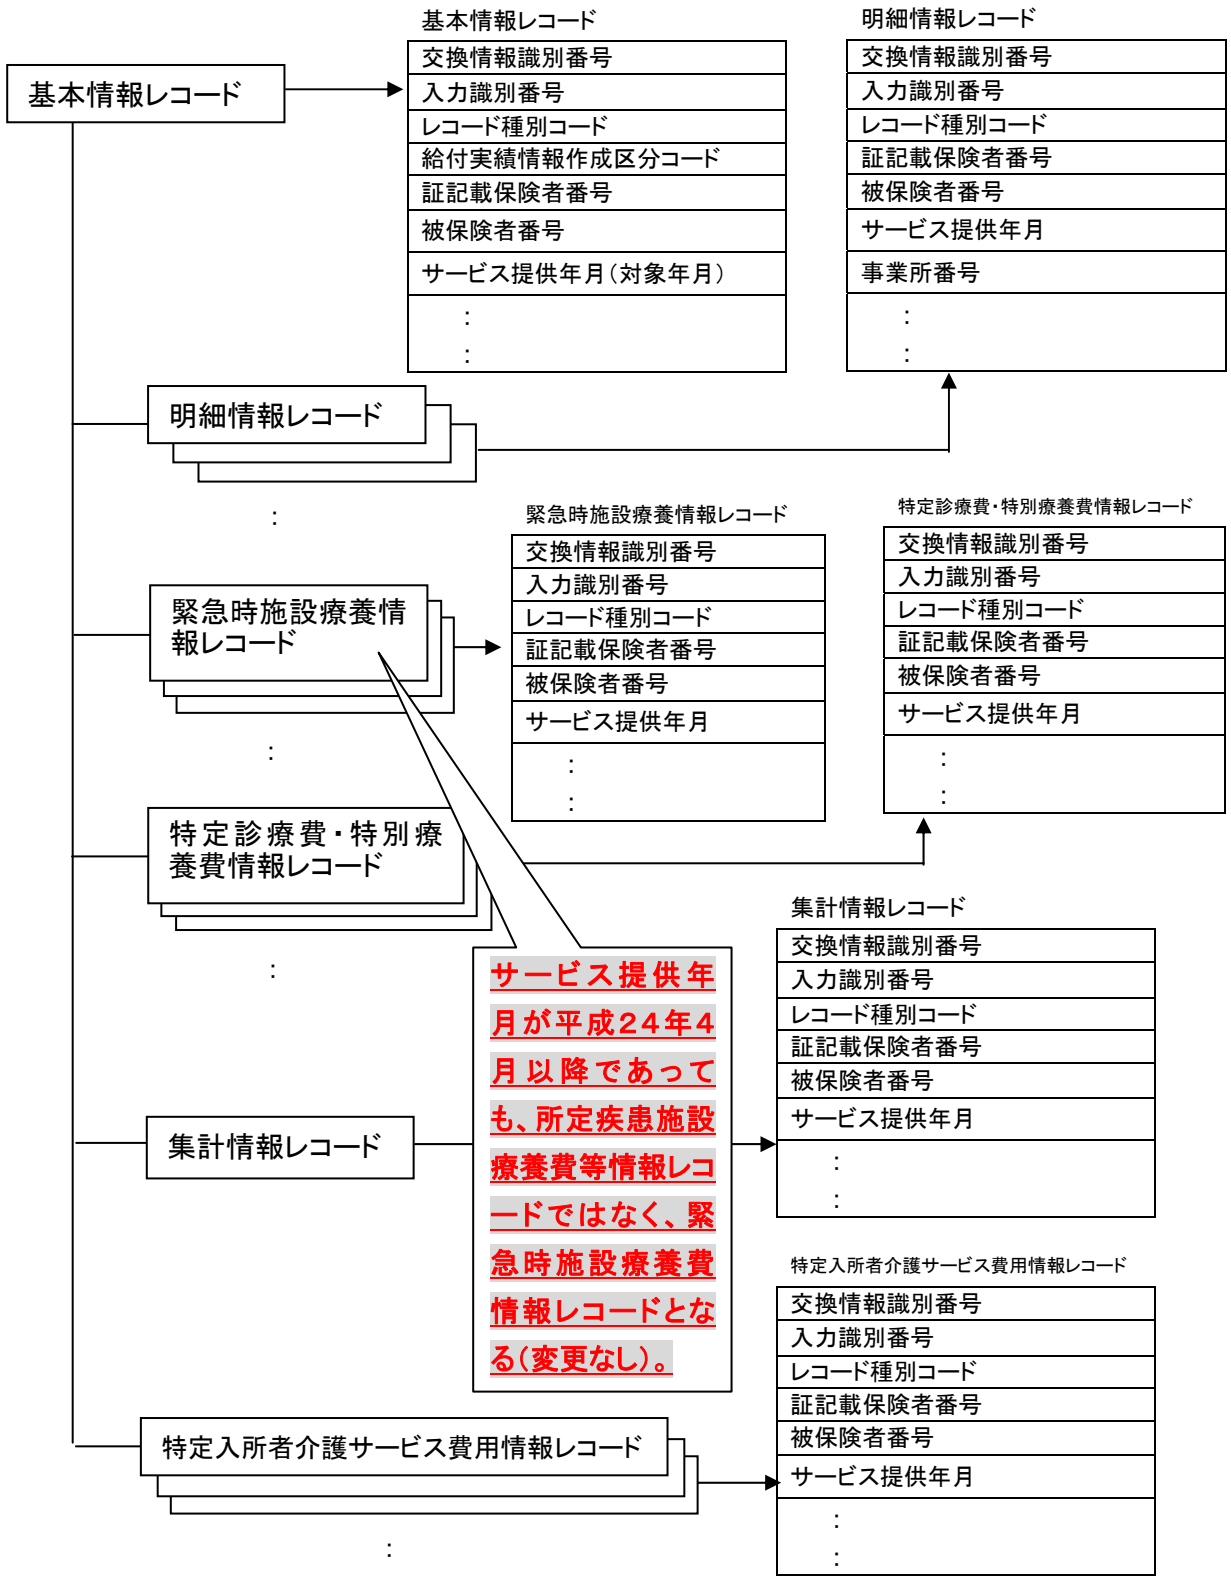 基本情報レコード
基本情報レコード
交換情報識別番号
入力識別番号
レコード種別コード
給付実績情報作成区分コード
証記載保険者番号
被保険者番号
サービス提供年月(対象年月)
:
:
明細情報レコード
交換情報識別番号
入力識別番号
レコード種別コード
証記載保険者番号
被保険者番号
サービス提供年月
事業所番号
:
:
明細情報レコード
:
緊急時施設療養情
報レコード
:
緊急時施設療養情報レコード
交換情報識別番号
入力識別番号
レコード種別コード
証記載保険者番号
被保険者番号
サービス提供年月
:
:
特定診療費・特別療養費情報レコード
交換情報識別番号
入力識別番号
レコード種別コード
証記載保険者番号
被保険者番号
サービス提供年月
:
:
特定診療費・特別療
養費情報レコード
:
サービス提供年
月が平成24年4
月以降であって
も、所定疾患施設
療養費等情報レコ
ードではなく、緊
急時施設療養費
情報レコードとな
る(変更なし)。
集計情報レコード
集計情報レコード
交換情報識別番号
入力識別番号
レコード種別コード
証記載保険者番号
被保険者番号
サービス提供年月
:
:
特定入所者介護サービス費用情報レコード
:
特定入所者介護サービス費用情報レコード
交換情報識別番号
入力識別番号
レコード種別コード
証記載保険者番号
被保険者番号
サービス提供年月
:
: